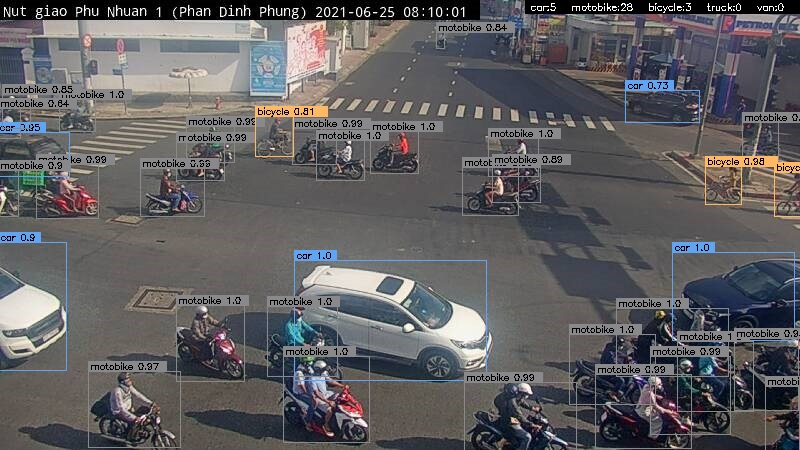 Nut giao Phu Nhuan 1 (Phan Dinh Phung) 2021-06-25 08:10:01
car:5 motobike:28 bicycle:3 truck:0 van:0
motobike 0.84
car 0.73
motobike 0.85
motobike 0.64
1.0
bicycle 0.81
motobike 0.99
motobike 0.99
motobike 1.0
motobike 1.0
car 0.95
0.99
motobike 0.99
motobike 0.9
motobike 0.99
motobike 0.89
bicycle 0.98
car 0.9
car 1.0
car 1.0
motobike 1.0
motobike 1.0
motobike 1.0
motobike 1.0
motobike 1.0
motobike 1.0
motobike 0.99
motobike 0.97
motobike 0.99
motobike 0.99
PETROL